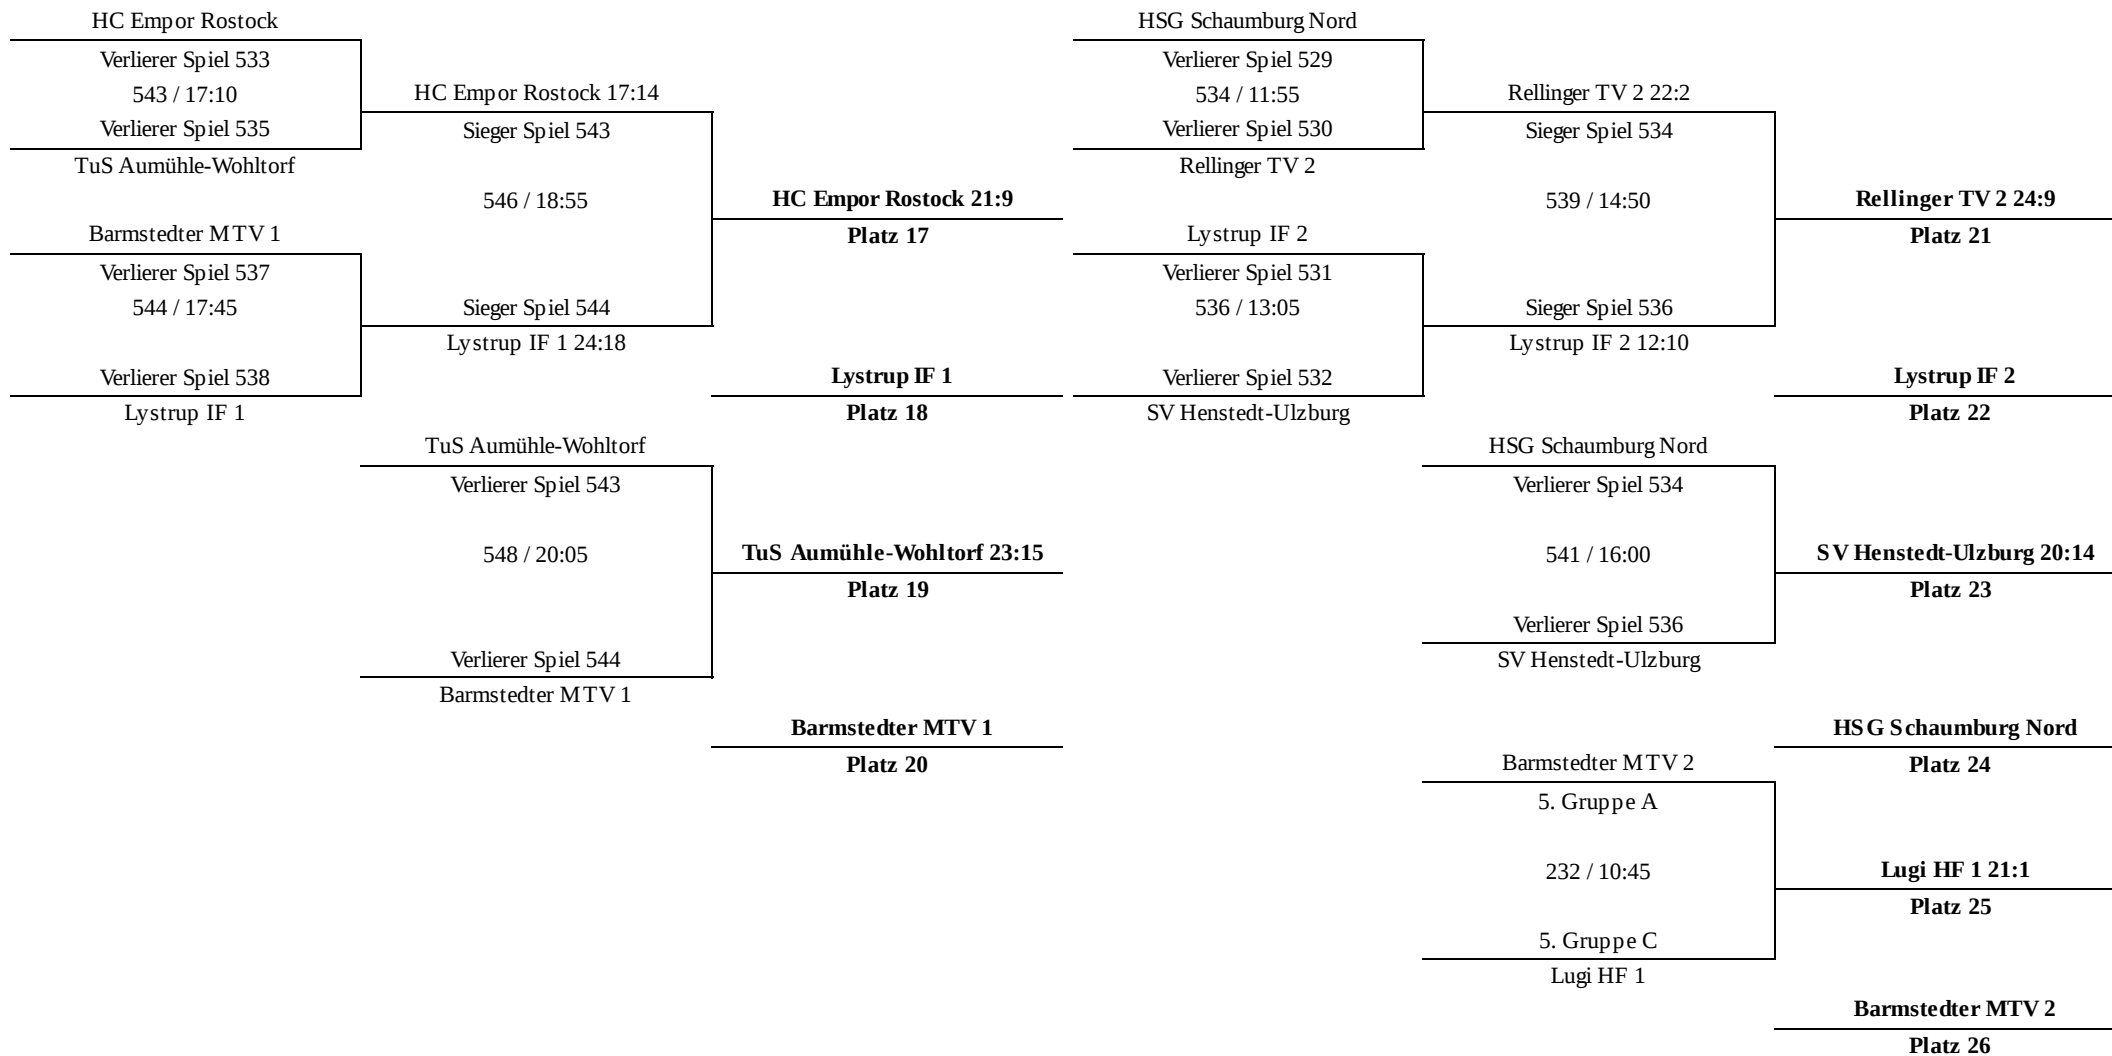 HC Empor Rostock
Verlierer Spiel 533
543 / 17:10
Verlierer Spiel 535
TuS Aumühle-Wohltorf
Barmstedter MTV 1
Verlierer Spiel 537
544 / 17:45
Verlierer Spiel 538
Lystrup IF 1
HC Empor Rostock 17:14
Sieger Spiel 543
546 / 18:55
Sieger Spiel 544
Lystrup IF 1 24:18
TuS Aumühle-Wohltorf
Verlierer Spiel 543
548 / 20:05
Verlierer Spiel 544
Barmstedter MTV 1
HC Empor Rostock 21:9
Platz 17
Lystrup IF 1
Platz 18
TuS Aumühle-Wohltorf 23:15
Platz 19
Barmstedter MTV 1
Platz 20
HSG Schaumburg Nord
Verlierer Spiel 529
534 / 11:55
Verlierer Spiel 530
Rellinger TV 2
Lystrup IF 2
Verlierer Spiel 531
536 / 13:05
Verlierer Spiel 532
SV Henstedt-Ulzburg
Rellinger TV 2 22:2
Sieger Spiel 534
539 / 14:50
Sieger Spiel 536
Lystrup IF 2 12:10
HSG Schaumburg Nord
Verlierer Spiel 534
541 / 16:00
Verlierer Spiel 536
SV Henstedt-Ulzburg
Barmstedter MTV 2
5. Gruppe A
232 / 10:45
5. Gruppe C
Lugi HF 1
Rellinger TV 2 24:9
Platz 21
Lystrup IF 2
Platz 22
SV Henstedt-Ulzburg 20:14
Platz 23
HSG Schaumburg Nord
Platz 24
Lugi HF 1 21:1
Platz 25
Barmstedter MTV 2
Platz 26